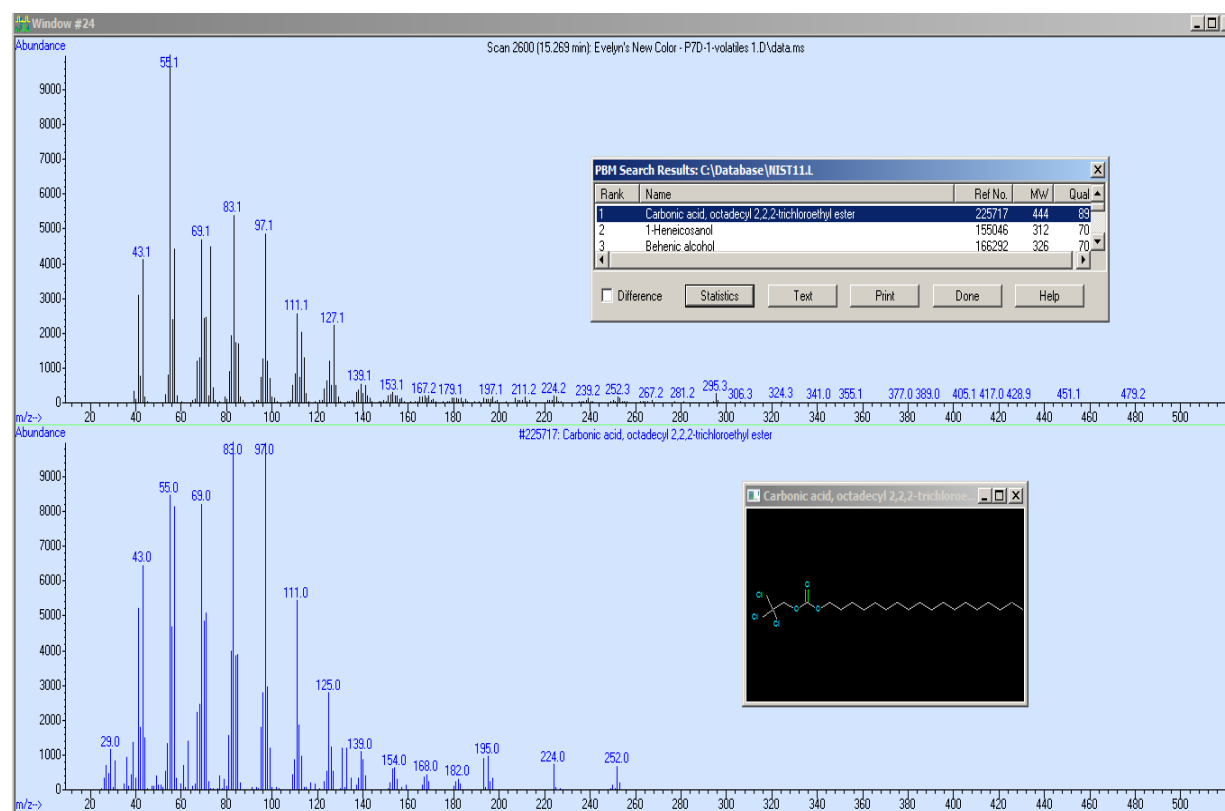 Window #24
Abundance
Scan 2600 (15.269 min): Evelyn's New Color - P7D-1-volatiles 1.D\data.ms
55.1
9000
8000
7000
6000
83.1
5000
69.1
97.1
43.1
4000
3000
111.1
127.1
2000
1000
139.1
153.1 167.2 179.1 197.1 211.2 224.2 239.2 252.3 267.2 281.2 295.3 306.3 324.3 341.0 355.1 377.0 389.0 405.1 417.0 428.9 451.1 479.2
0
m/z--> 20 40 60 80 100 120 140 160 180 200 220 240 260 280 300 320 340 360 380 400 420 440 460 480 500
PBM Search Results: C:\Database\NIST11.L
Rank Name Ref No. MW Qual
1 Carbonic acid, octadecyl 2,2,2-trichloroethyl ester 225717 444 89
2 1-Heneicosanol 155046 312 70
3 Behenic alcohol 166292 326 70
Difference Statistics Text Print Done Help
Abundance
#225717: Carbonic acid, octadecyl 2,2,2-trichloroethyl ester
83.0 97.0
9000
55.0
69.0
8000
7000
43.0
6000
111.0
5000
4000
3000
125.0
2000
29.0
1000
139.0
154.0 168.0 182.0 195.0 224.0 252.0
0
m/z--> 20 40 60 80 100 120 140 160 180 200 220 240 260 280 300 320 340 360 380 400 420 440 460 480 500
Carbonic acid, octadecyl 2,2,2-trichloroe...
O
Cl
O O
Cl
Cl